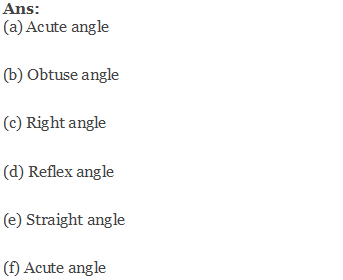 Ans:
(a) Acute angle
(b) Obtuse angle
(c) Right angle
(d) Reflex angle
(e) Straight angle
(f) Acute angle